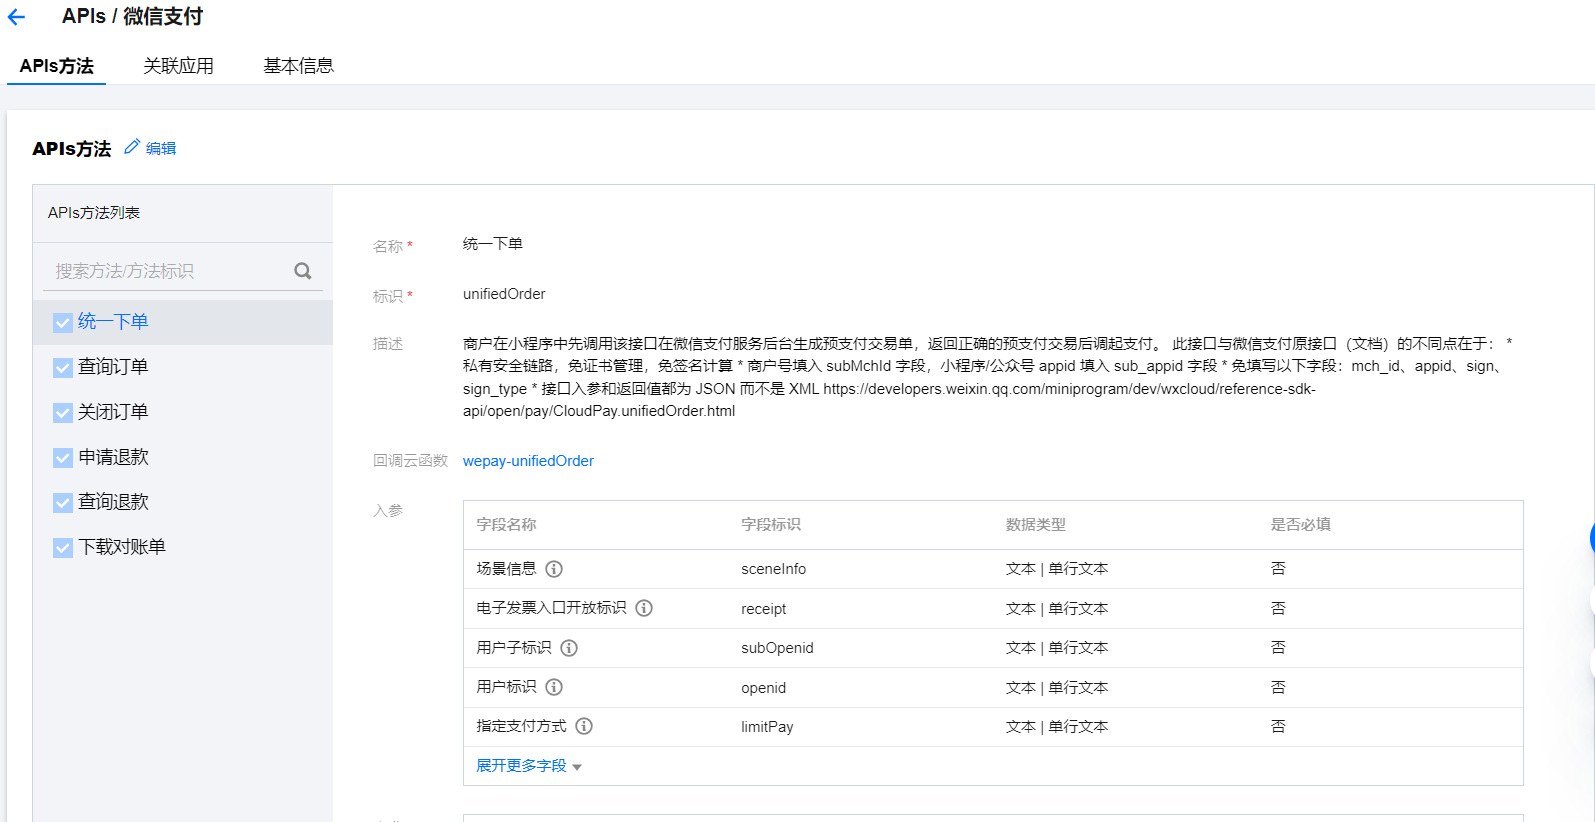 APIs / 微信支付
APIs方法 关联应用 基本信息
APIs方法 编辑
APIs方法列表
搜索方法/方法标识
统一下单
查询订单
关闭订单
申请退款
查询退款
下载对账单
名称 * 统一下单
标识 * unifiedOrder
描述 商户在小程序中先调用该接口在微信支付服务后台生成预支付交易单，返回正确的预支付交易后调起支付。 此接口与微信支付原接口（文档）的不同点在于： *
私有安全链路，免证书管理，免签名计算 * 商户号填入 subMchId 字段，小程序/公众号 appid 填入 sub_appid 字段 * 免填写以下字段：mch_id、appid、sign、
sign_type * 接口入参和返回值都为 JSON 而不是 XML https://developers.weixin.qq.com/miniprogram/dev/wxcloud/reference-sdk-
api/open/pay/CloudPay.unifiedOrder.html
回调云函数 wepay-unifiedOrder
入参
字段名称 字段标识 数据类型 是否必填
场景信息 sceneInfo 文本 | 单行文本 否
电子发票入口开放标识 receipt 文本 | 单行文本 否
用户子标识 subOpenid 文本 | 单行文本 否
用户标识 openid 文本 | 单行文本 否
指定支付方式 limitPay 文本 | 单行文本 否
展开更多字段